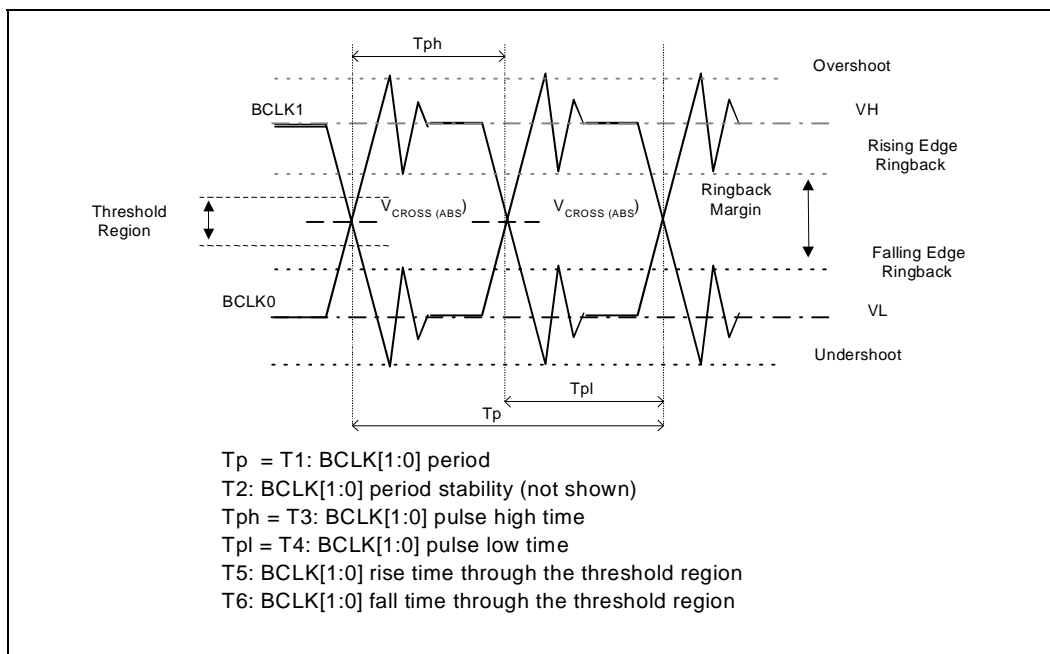 Tph
Overshoot
BCLK1
VH
Rising Edge
Ringback
Threshold
Region
VCROSS (ABS)
VCROSS (ABS)
Ringback
Margin
Falling Edge
Ringback
BCLK0
VL
Undershoot
Tpl
Tp
Tp = T1: BCLK[1:0] period
T2: BCLK[1:0] period stability (not shown)
Tph = T3: BCLK[1:0] pulse high time
Tpl = T4: BCLK[1:0] pulse low time
T5: BCLK[1:0] rise time through the threshold region
T6: BCLK[1:0] fall time through the threshold region